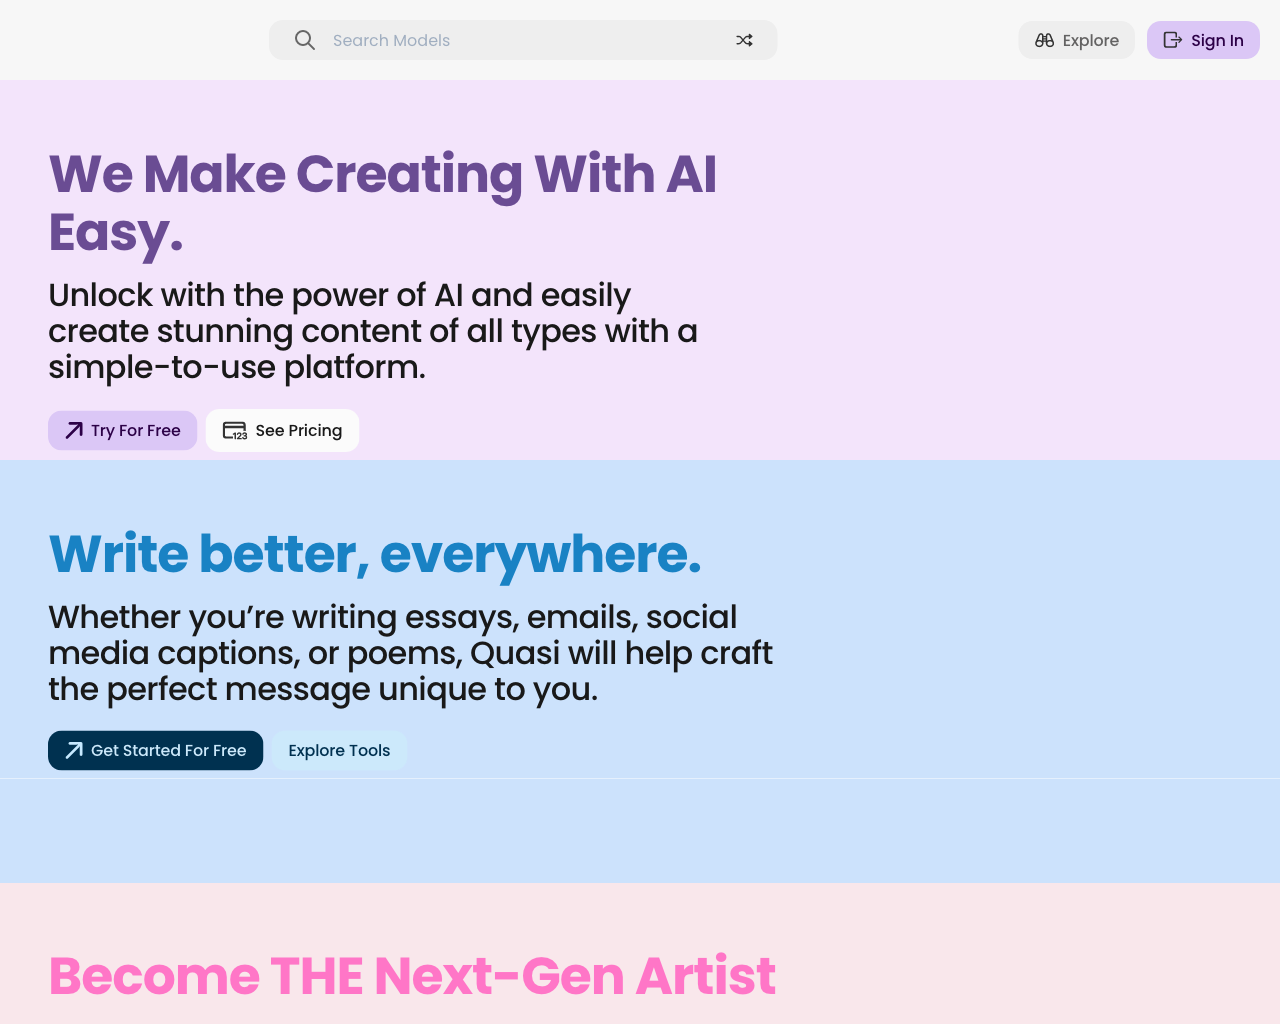 Search Models
Explore
Sign In
We Make Creating With AI
Easy.
Unlock with the power of AI and easily
create stunning content of all types with a
simple-to-use platform.
Try For Free
123
See Pricing
Write better, everywhere.
Whether you’re writing essays, emails, social
media captions, or poems, Quasi will help craft
the perfect message unique to you.
Get Started For Free
Explore Tools
Become THE Next-Gen Artist